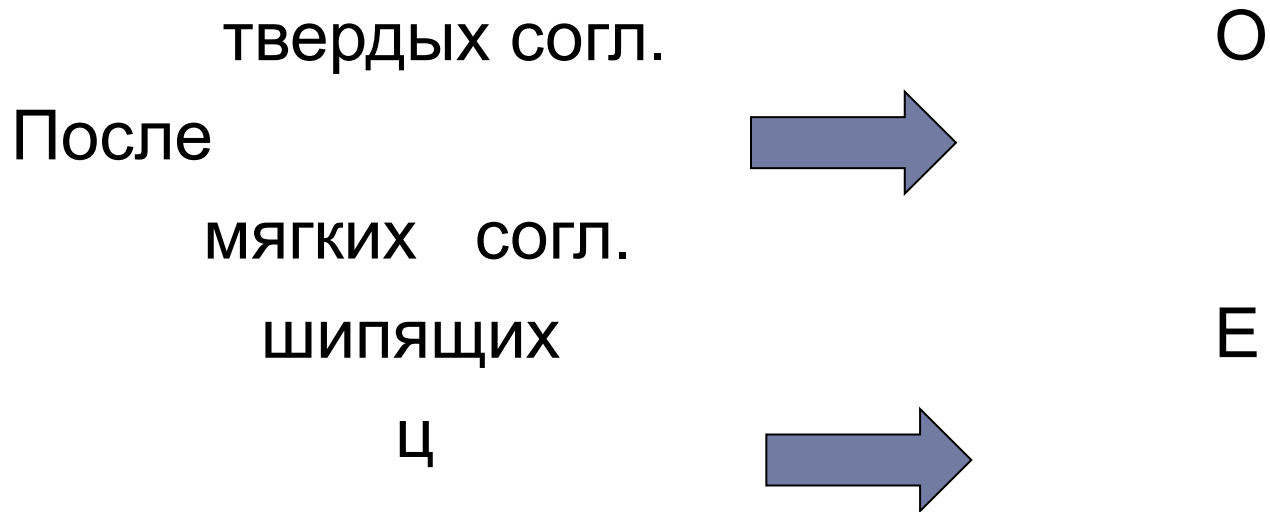 твердых согл. О
После
мягких согл.
шипящих Е
ц